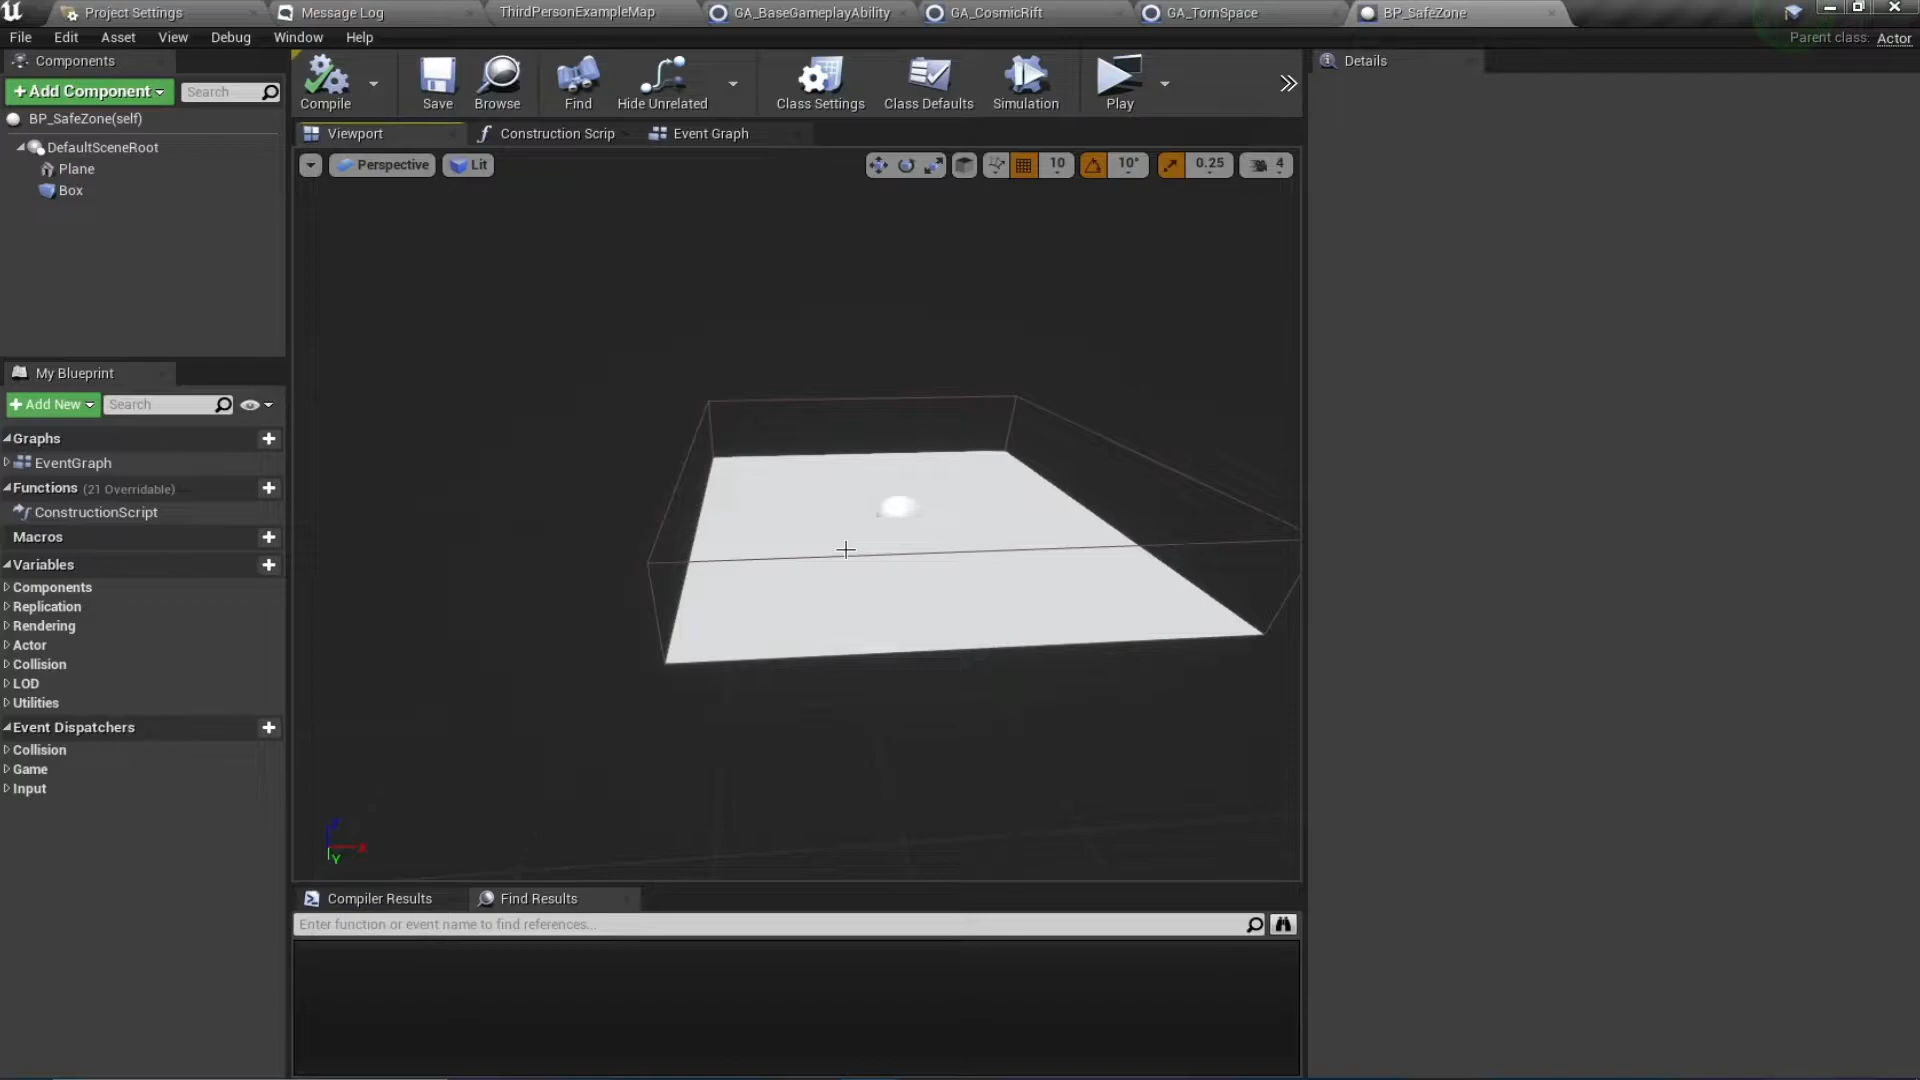 Project Settings
Message Log
ThirdPersonExampleMap
GA_BaseGameplayAbility
GA_CosmicRift
GA_TornSpace
BP_SafeZone
File Edit Asset View Debug Window Help
Parent class: Actor
Components
+ Add Component
Search
BP_SafeZone(self)
DefaultSceneRoot
Plane
Box
Compile
Save
Browse
Find
Hide Unrelated
Class Settings
Class Defaults
Simulation
Play
Details
Viewport
Construction Scrip
Event Graph
Perspective
Lit
10
10°
0.25
4
My Blueprint
+ Add New
Search
Graphs
EventGraph
Functions (21 Overridable)
ConstructionScript
Macros
Variables
Components
Replication
Rendering
Actor
Collision
LOD
Utilities
Event Dispatchers
Collision
Game
Input
Y
Compiler Results
Find Results
Enter function or event name to find references...